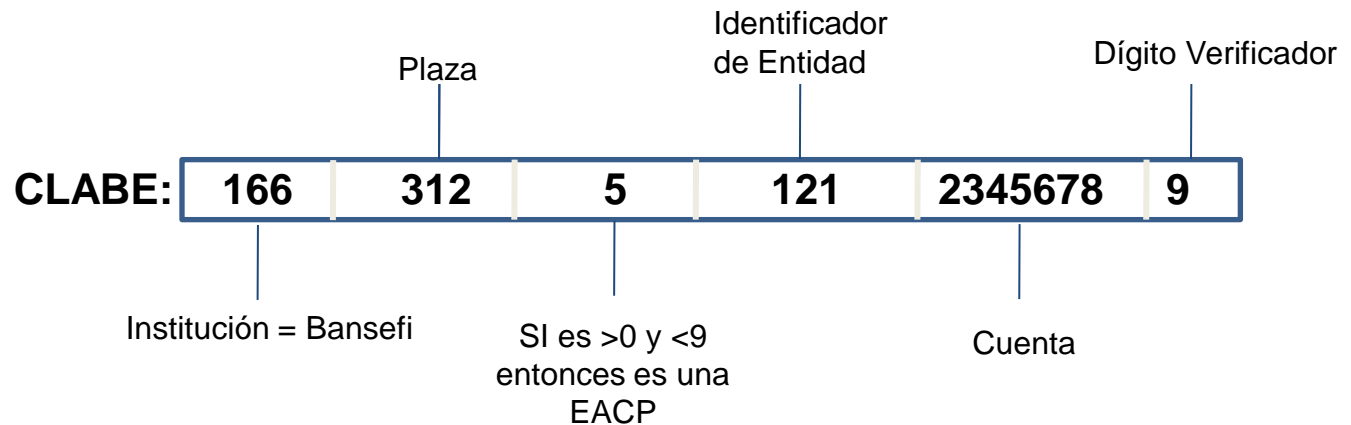 Identificador
de Entidad
Plaza
Dígito Verificador
CLABE: 166 312 5 121 2345678 9
Institución = Bansefi
SI es >0 y <9
entonces es una
EACP
Cuenta